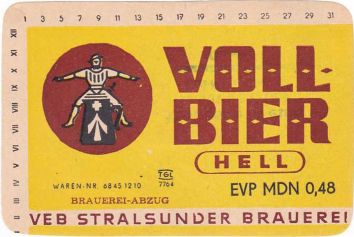 1 3 5 7 9 11 13 15 17 19 21 23 25 27 29 31
XII
XI
X
IX
VIII
VII
VI
V
IV
III
II
VOLL-
BIER
HELL
WAREN-NR. 68451210
TGL
7764
EVP MDN 0,48
BRAUEREI-ABZUG
VEB STRALSUNDER BRAUEREI